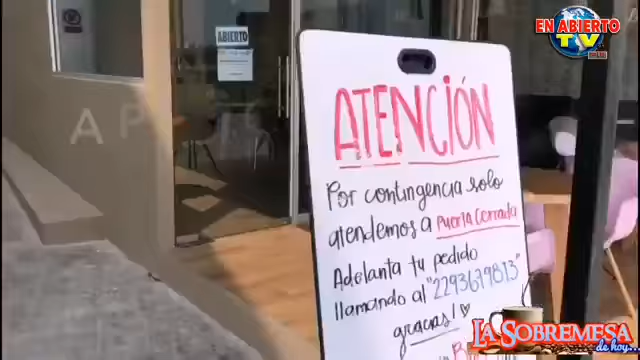 EN ABIERTO
TV
ABIERTO
ATENCIÓN
Por contingencia solo
atendemos a Puerta Cerrada
Adelanta tu pedido
llamando al "2293679813"
gracias!
A P
LA SOBREMESA
de hoy...